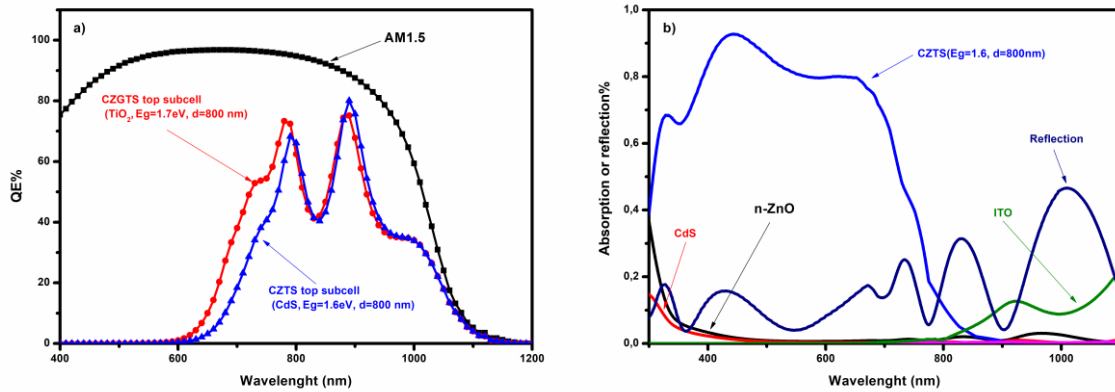 a)
100
80
60
40
20
0
QE%
AM1.5
CZGTS top subcell
(TiO2, Eg=1.7eV, d=800 nm)
CZTS top subcell
(CdS, Eg=1.6eV, d=800 nm)
400 600 800 1000 1200
Wavelenght (nm)
b)
1,0
0,8
0,6
0,4
0,2
0,0
Absorption or reflection%
CZTS(Eg=1.6, d=800nm)
Reflection
n-ZnO
ITO
CdS
400 600 800 1000
Wavelenght (nm)